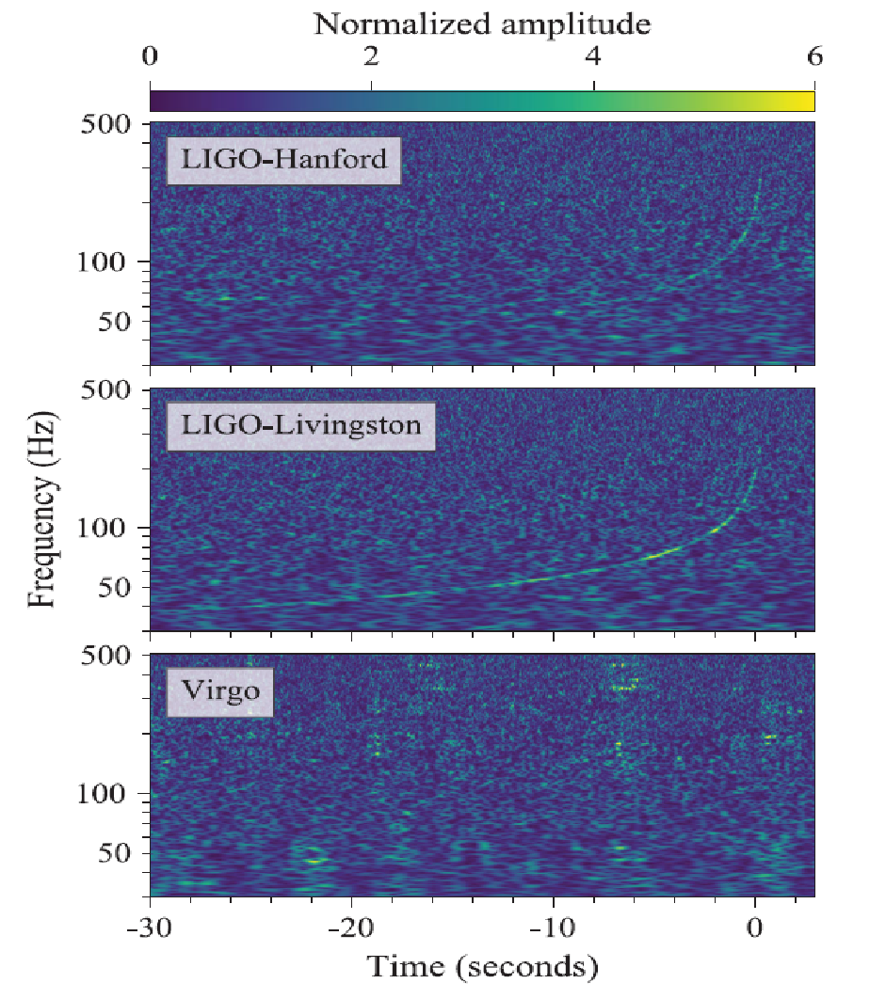 Normalized amplitude
0 2 4 6
500
LIGO-Hanford
100
50
500
LIGO-Livingston
100
50
Frequency (Hz)
500
Virgo
100
50
-30 -20 -10 0
Time (seconds)